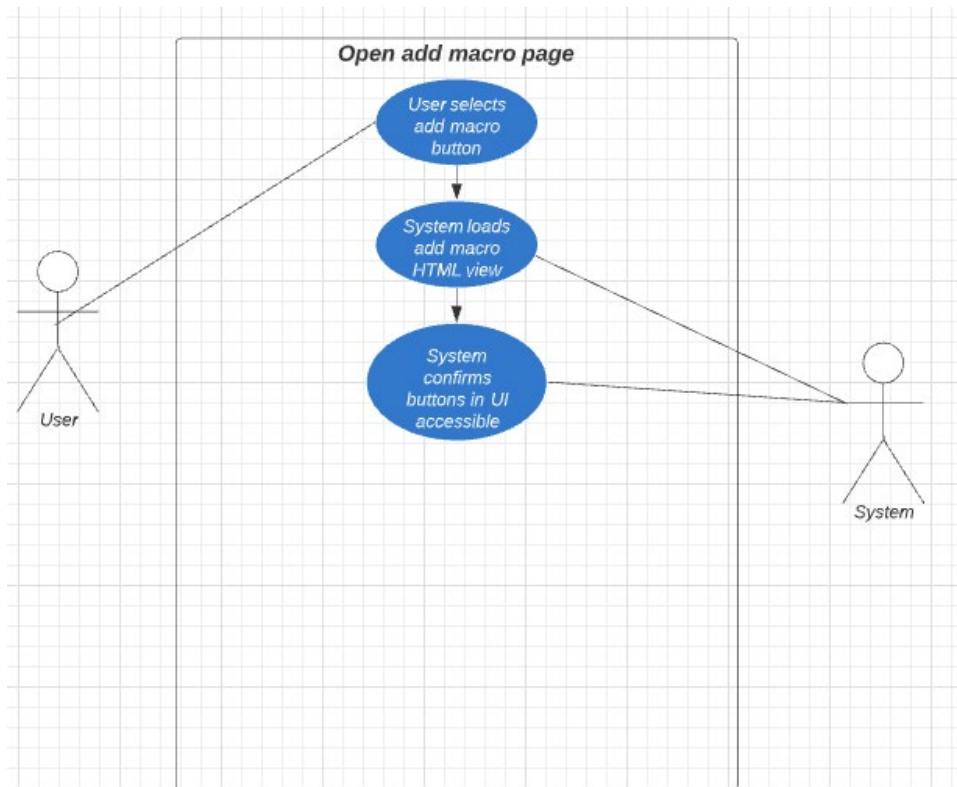 Open add macro page
User selects
add macro
button
System loads
add macro
HTML view
System
confirms
buttons in UI
accessible
User
System